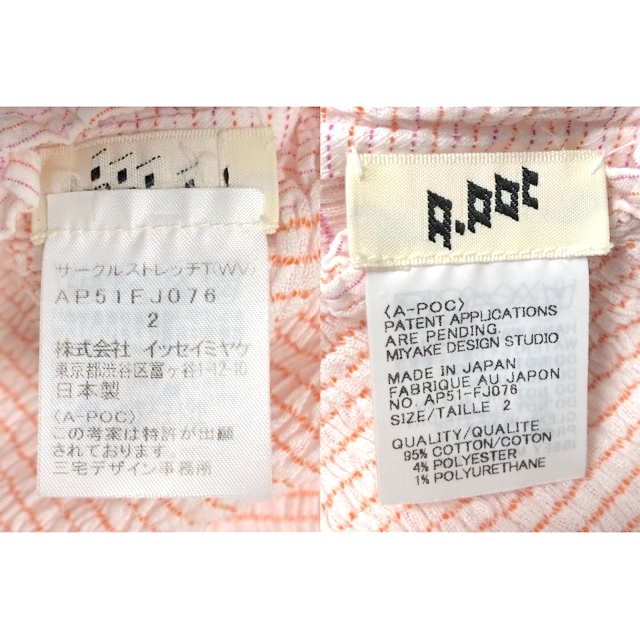 サークルストレッチT(WV)
AP51FJ076
2
株式会社 イッセイミヤケ
東京都渋谷区富ヶ谷1-12-10
日本製
〈A-POC〉
この考案は特許が出願
されております。
三宅デザイン事務所
A.POC
〈A-POC〉
PATENT APPLICATIONS
ARE PENDING.
MIYAKE DESIGN STUDIO
MADE IN JAPAN
FABRIQUE AU JAPON
NO. AP51-FJ076
SIZE/TAILLE 2
QUALITY/QUALITE
95% COTTON/COTON
4% POLYESTER
1% POLYURETHANE